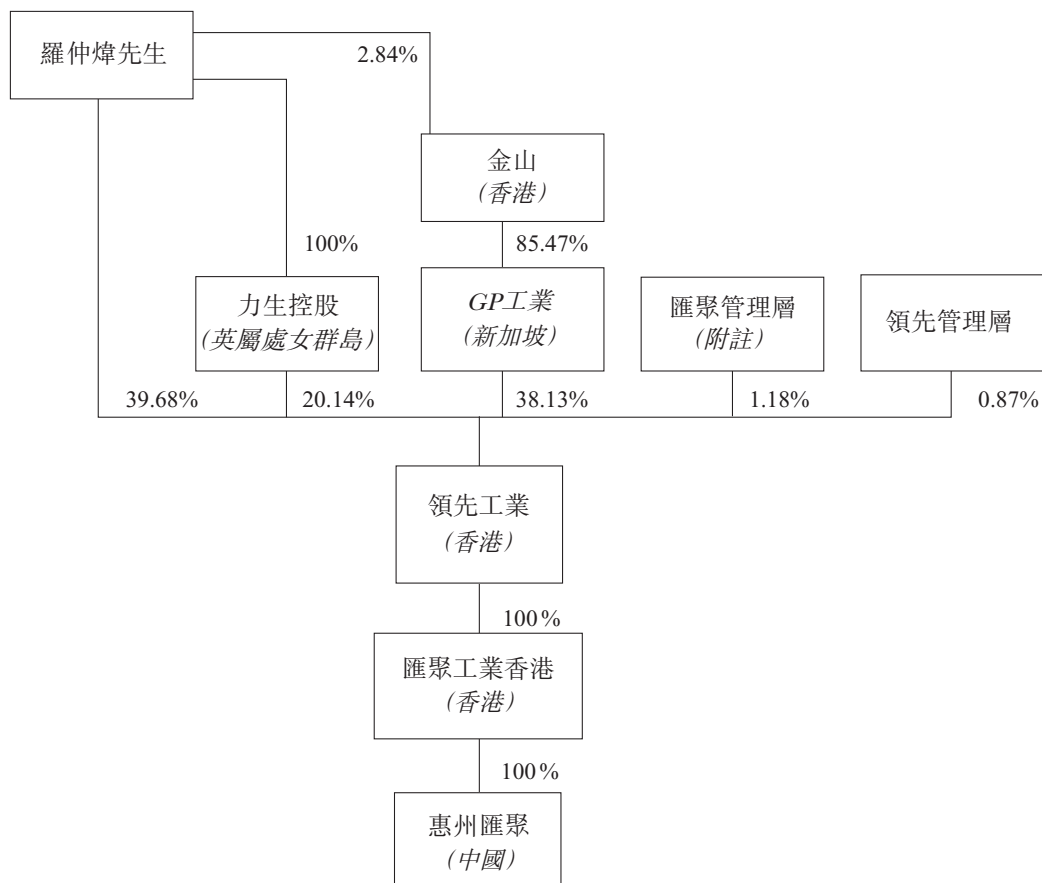 羅仲煒先生
2.84%
金山
（香港）
100%
85.47%
力生控股
（英屬處女群島）
GP工業
（新加坡）
匯聚管理層
（附註）
領先管理層
39.68%
20.14%
38.13%
1.18%
0.87%
領先工業
（香港）
100%
匯聚工業香港
（香港）
100%
惠州匯聚
（中國）